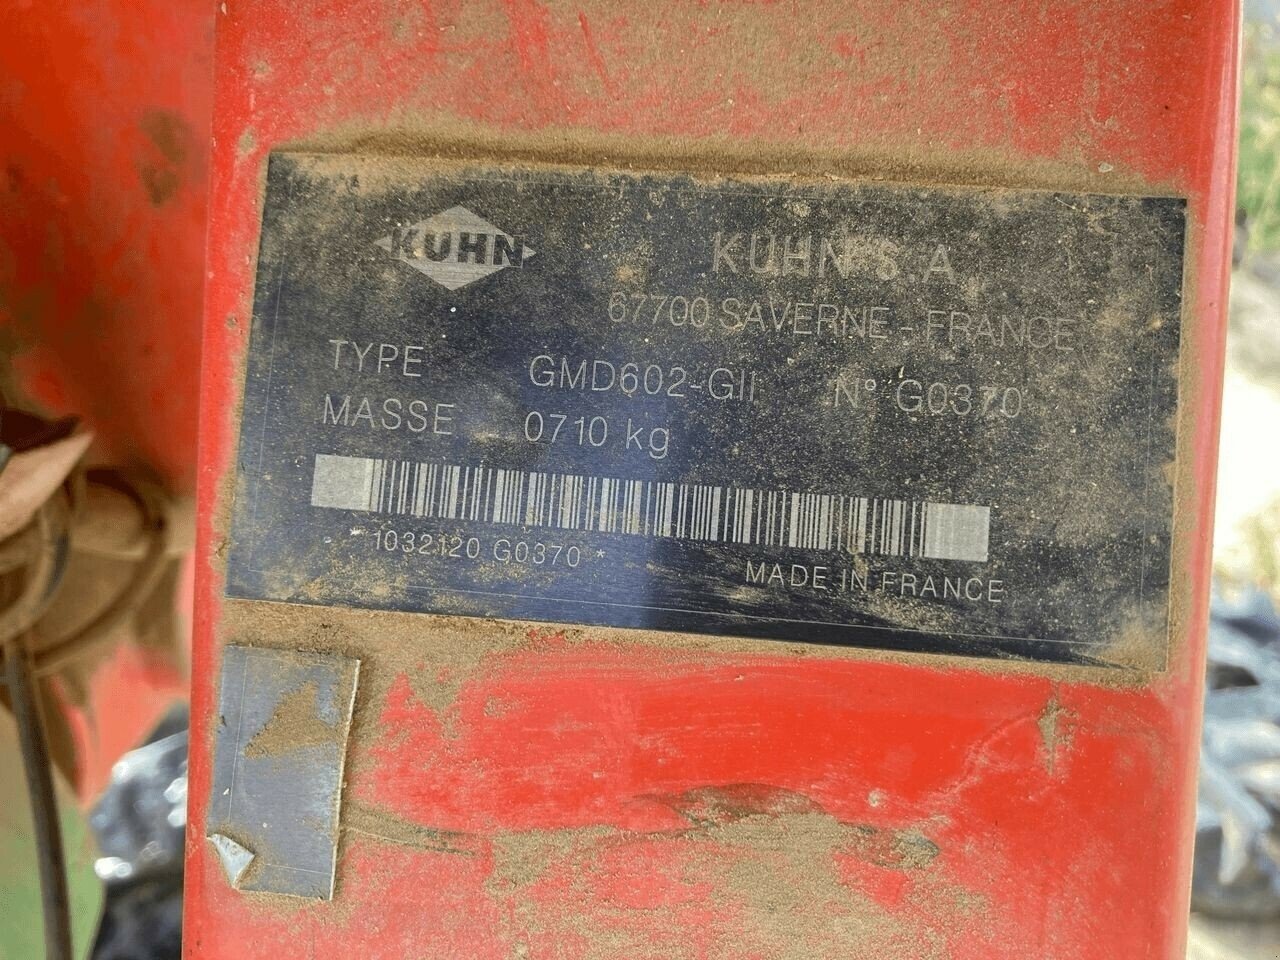 KUHN
KUHN S.A
67700 SAVERNE - FRANCE
TYPE GMD602-GII N° G0370
MASSE 0710 kg
* 1032120 G0370 *
MADE IN FRANCE